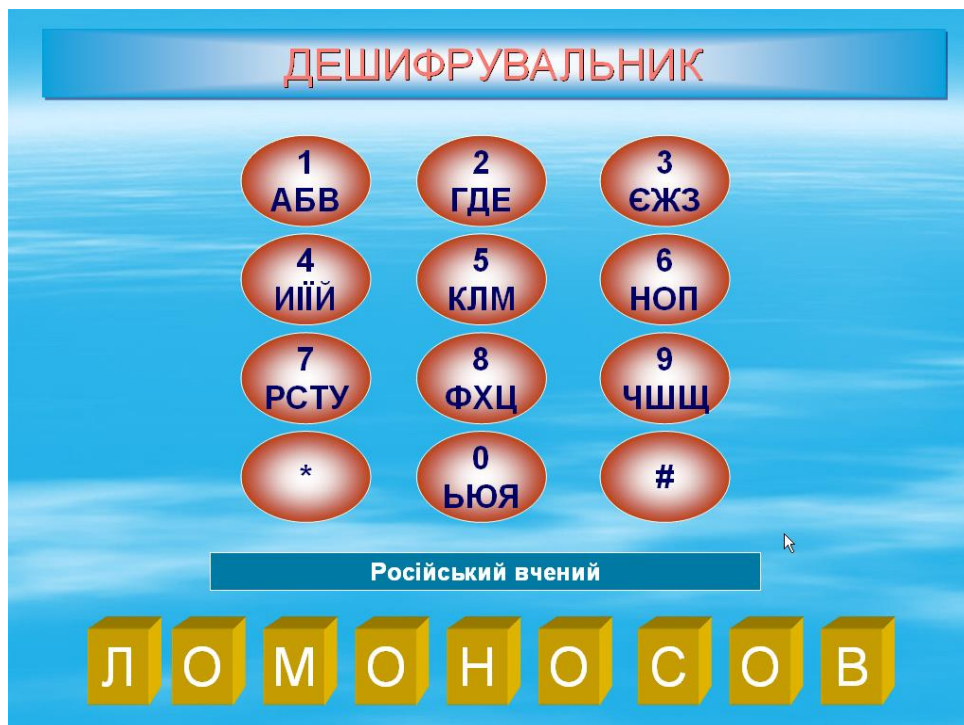 ДЕШИФРУВАЛЬНИК
1 2 3
АБВ ГДЕ ЄЖЗ
4 5 6
ИІЇЙ КЛМ НОП
7 8 9
РСТУ ФХЦ ЧШЩ
* 0 #
ЬЮЯ
Російський вчений
Л О М О Н О С О В